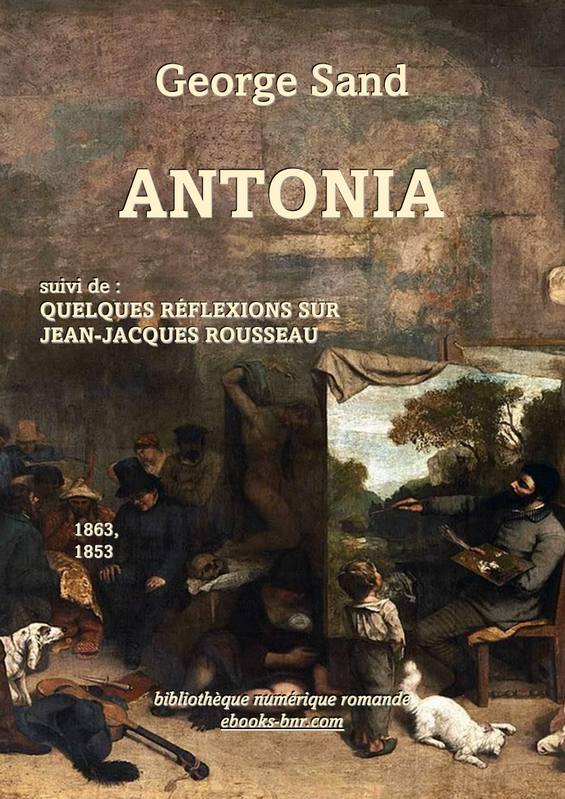 George Sand
ANTONIA
suivi de :
QUELQUES RÉFLEXIONS SUR
JEAN-JACQUES ROUSSEAU
1863,
1853
bibliothèque numérique romande
ebooks-bnr.com